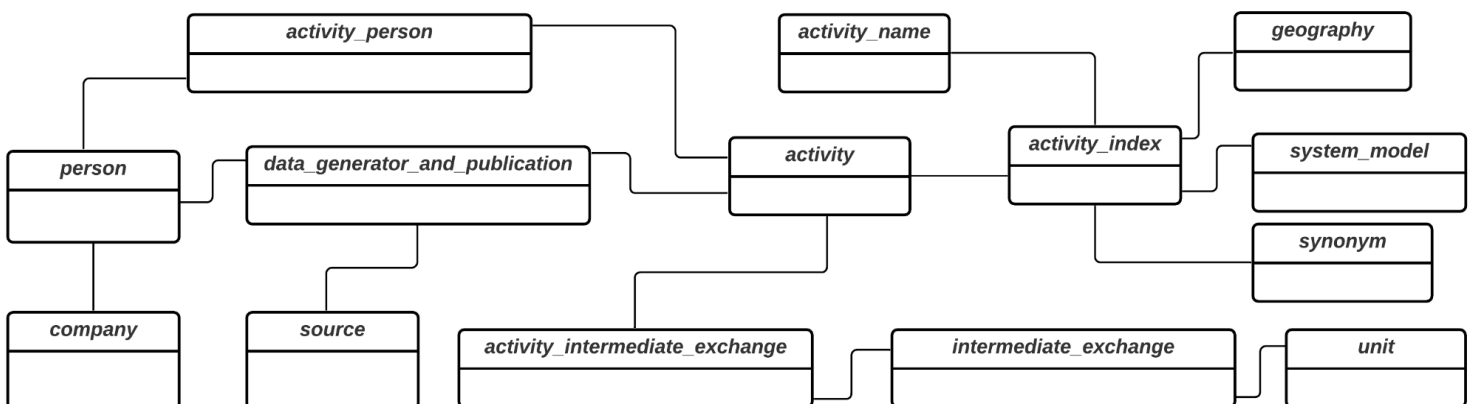 activity_person
activity_name
geography
person
data_generator_and_publication
activity
activity_index
system_model
synonym
company
source
activity_intermediate_exchange
intermediate_exchange
unit